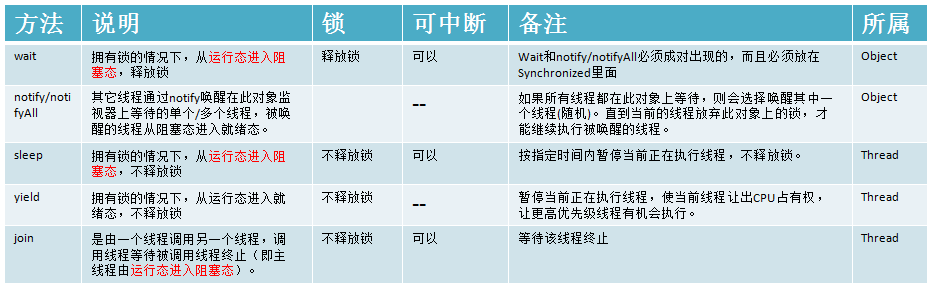 方法 说明 锁 可中断 备注 所属
wait 拥有锁的情况下，从运行态进入阻 释放锁 可以 Wait和notify/notifyAll必须成对出现的，而且必须放在 Object
塞态，释放锁 Synchronized里面
notify/noti 其它线程通过notify唤醒在此对象监 -- 如果所有线程都在此对象上等待，则会选择唤醒其中一 Object
fyAll 视器上等待的单个/多个线程，被唤 个线程(随机)。直到当前的线程放弃此对象上的锁，才
醒的线程从阻塞态进入就绪态。 能继续执行被唤醒的线程。
sleep 拥有锁的情况下，从运行态进入阻 不释放锁 可以 按指定时间内暂停当前正在执行线程，不释放锁。 Thread
塞态，不释放锁
yield 拥有锁的情况下，从运行态进入就 不释放锁 -- 暂停当前正在执行线程，使当前线程让出CPU占有权， Thread
绪态，不释放锁 让更高优先级线程有机会执行。
join 是由一个线程调用另一个线程，调 不释放锁 可以 等待该线程终止 Thread
用线程等待被调用线程终止（即主
线程由运行态进入阻塞态）。